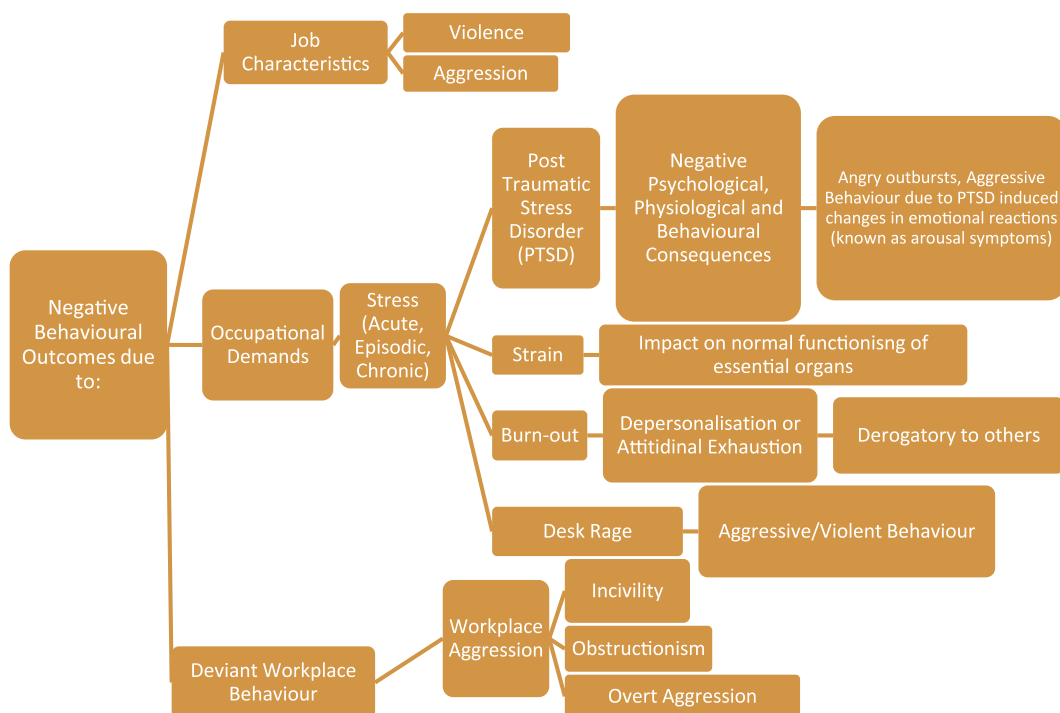 Negative
Behavioural
Outcomes due
to:
Job
Characteristics
Violence
Aggression
Occupational
Demands
Stress
(Acute,
Episodic,
Chronic)
Post
Traumatic
Stress
Disorder
(PTSD)
Negative
Psychological,
Physiological and
Behavioural
Consequences
Angry outbursts, Aggressive
Behaviour due to PTSD induced
changes in emotional reactions
(known as arousal symptoms)
Strain
Impact on normal functionisng of
essential organs
Burn-out
Depersonalisation or
Attitidinal Exhaustion
Derogatory to others
Desk Rage
Aggressive/Violent Behaviour
Deviant Workplace
Behaviour
Workplace
Aggression
Incivility
Obstructionism
Overt Aggression